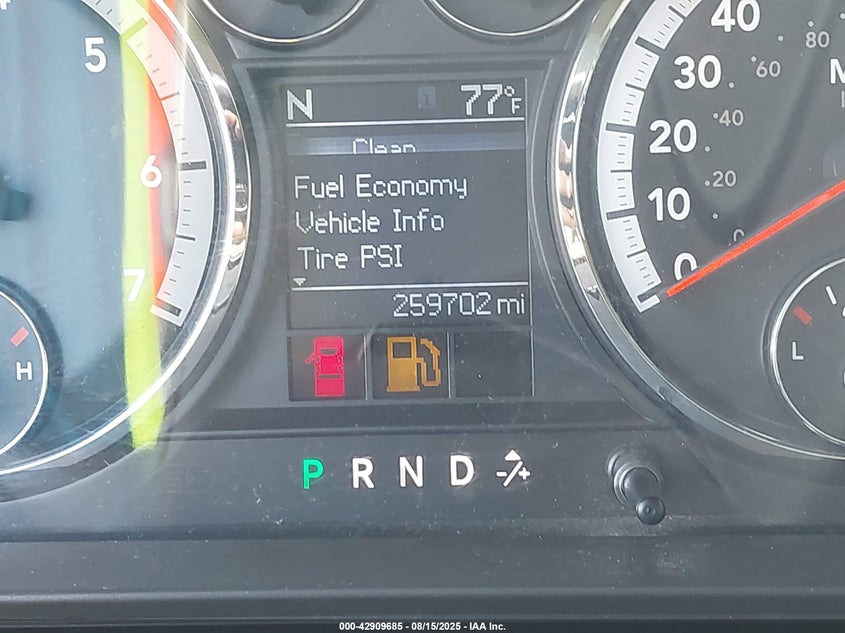 N 77°F
Clean
Fuel Economy
Vehicle Info
Tire PSI
259702 mi
P R N D -/+
5
6
7
H
40
30
20
10
0
80
60
40
20
0
L
000-42909685 - 08/15/2025 - IAA Inc.